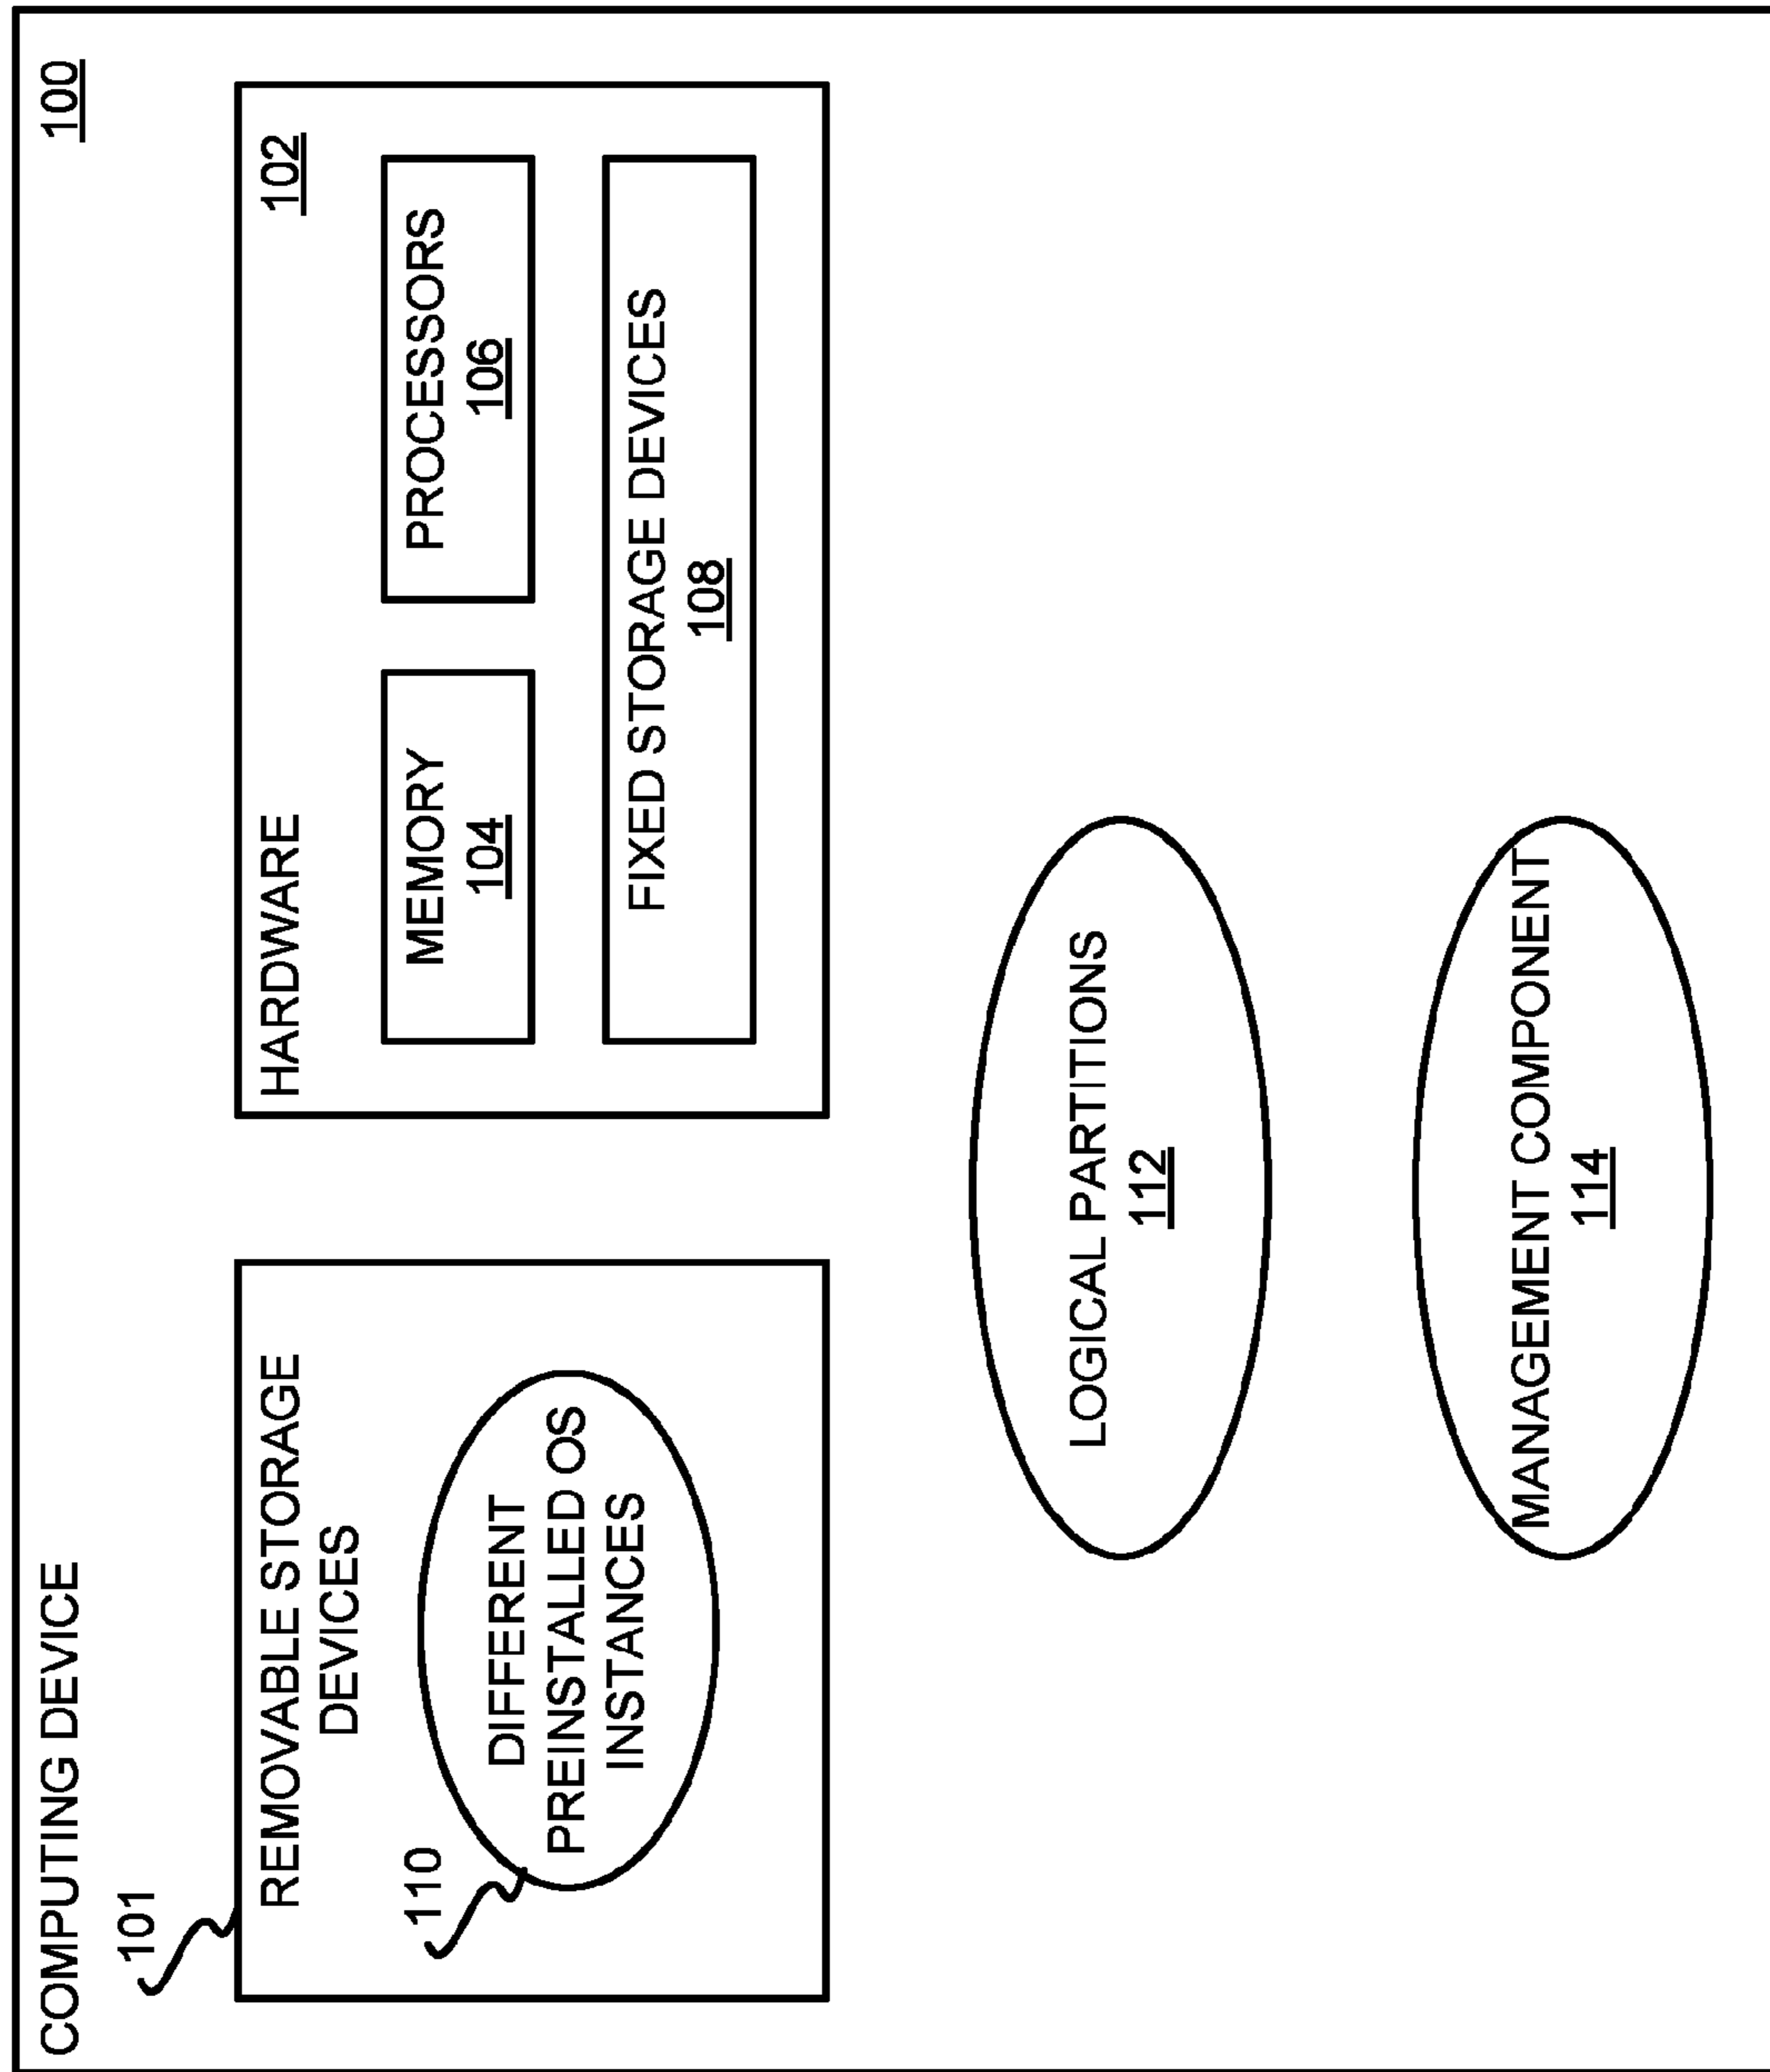 COMPUTING DEVICE
100
101
REMOVABLE STORAGE
DEVICES
110
DIFFERENT
PREINSTALLED OS
INSTANCES
HARDWARE
102
MEMORY
104
PROCESSORS
106
FIXED STORAGE DEVICES
108
LOGICAL PARTITIONS
112
MANAGEMENT COMPONENT
114